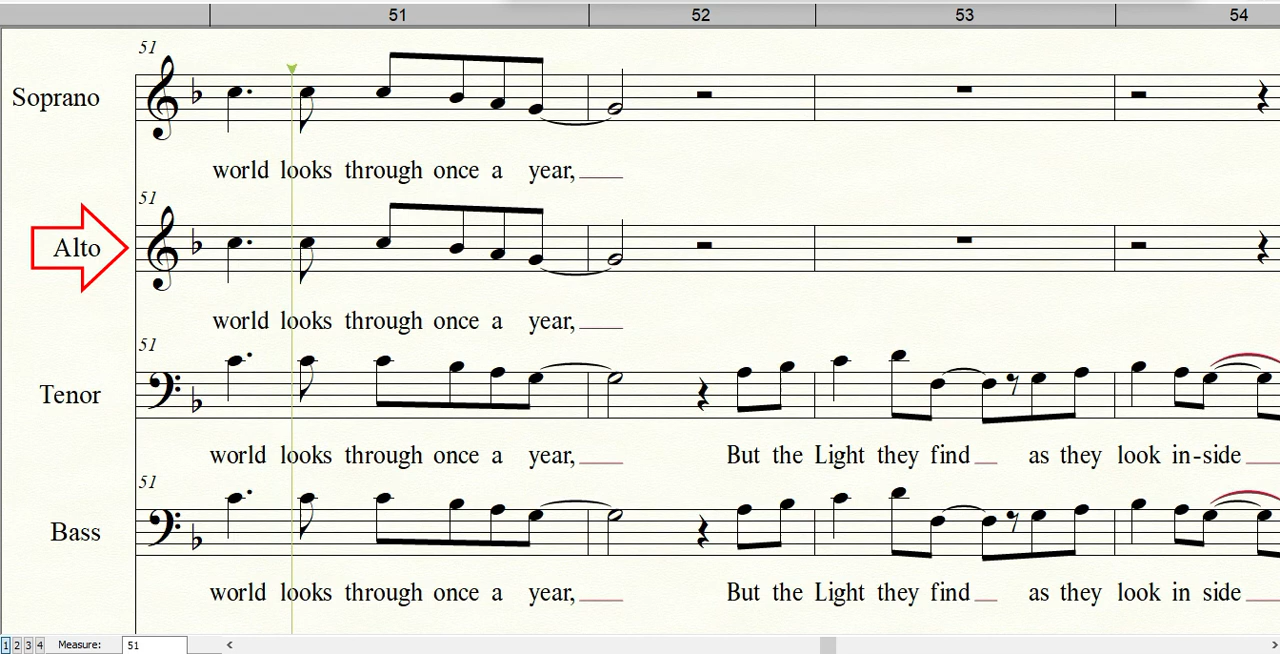 51 52 53 54
51
Soprano
world looks through once a year,
51
Alto
world looks through once a year,
51
Tenor
world looks through once a year, But the Light they find as they look in-side
51
Bass
world looks through once a year, But the Light they find as they look in side
1 2 3 4 Measure: 51